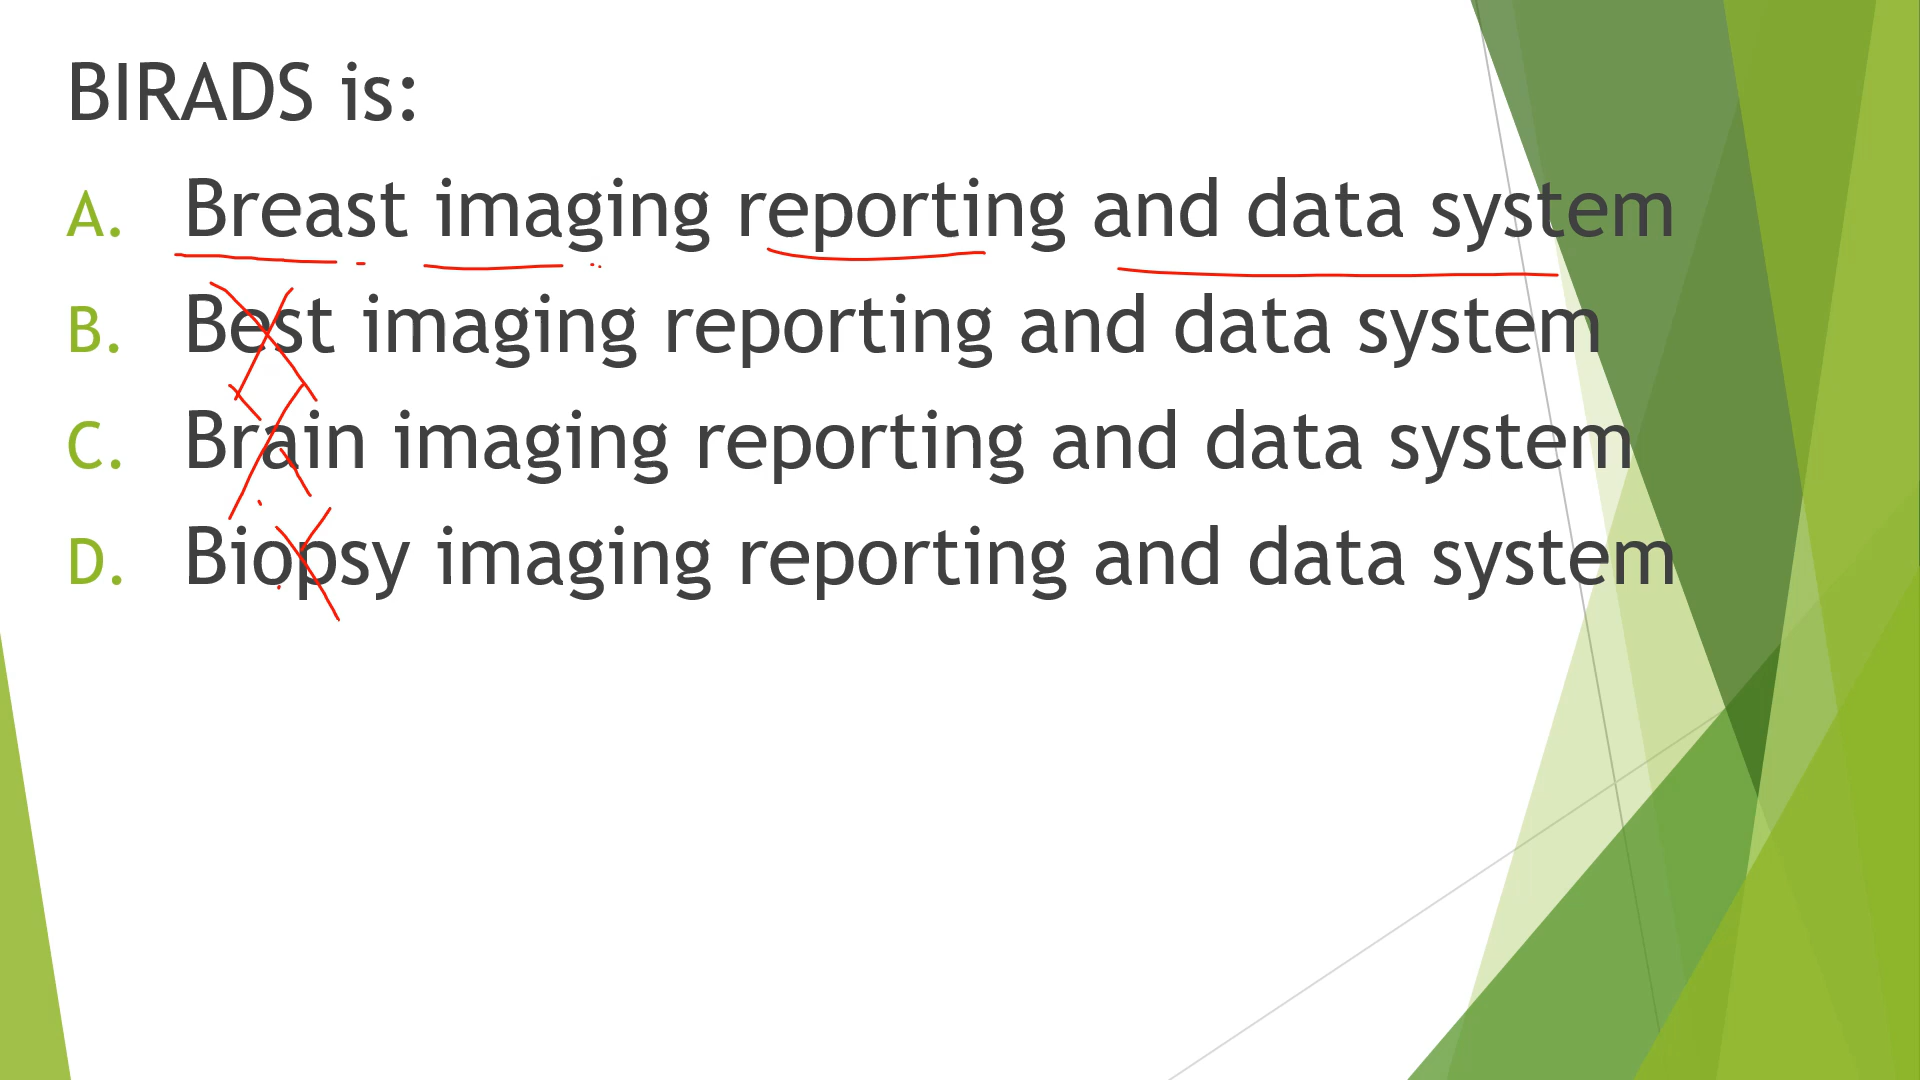 BIRADS is:
A. Breast imaging reporting and data system
B. Best imaging reporting and data system
C. Brain imaging reporting and data system
D. Biopsy imaging reporting and data system